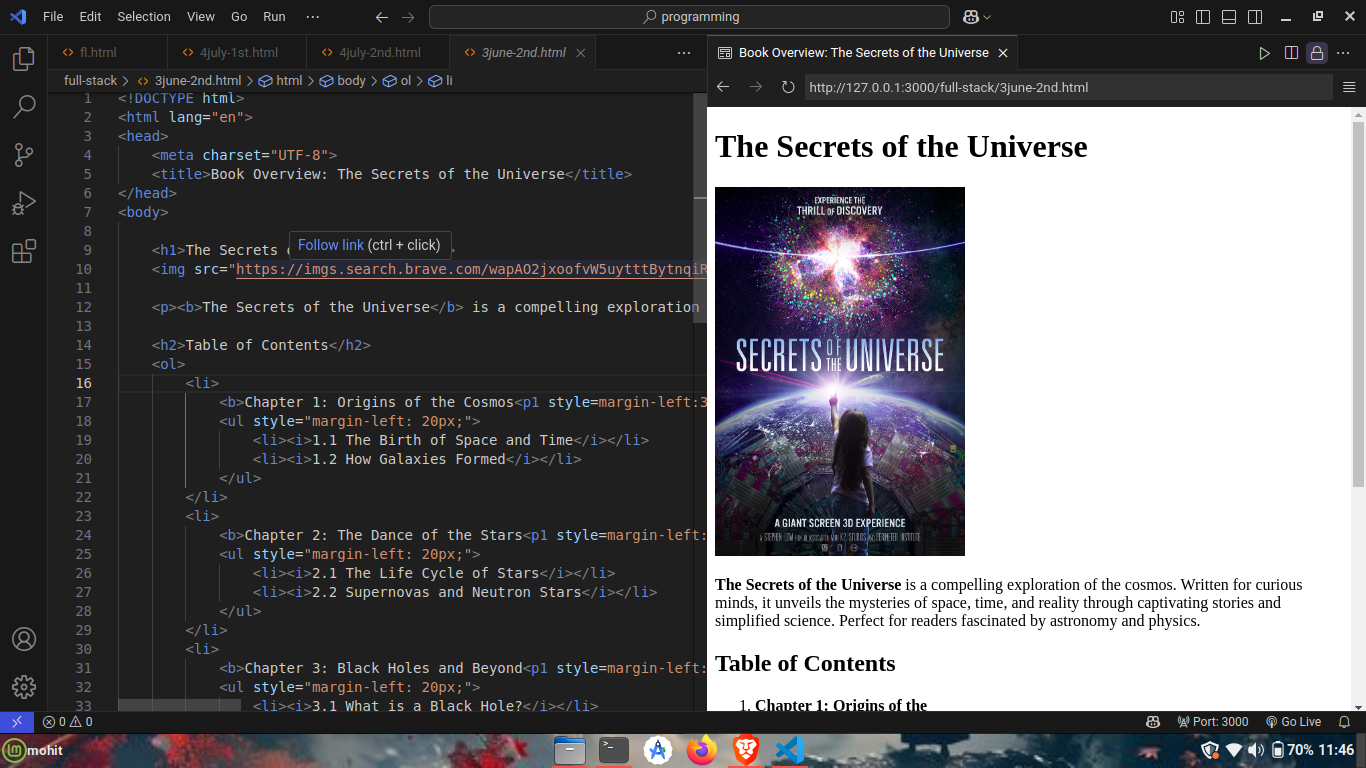 File Edit Selection View Go Run ··· programming
fl.html 4july-1st.html 4july-2nd.html 3june-2nd.html ···
full-stack > 3june-2nd.html > html > body > ol > li
1 <!DOCTYPE html>
2 <html lang="en">
3 <head>
4 <meta charset="UTF-8">
5 <title>Book Overview: The Secrets of the Universe</title>
6 </head>
7 <body>
8
Follow link (ctrl + click)
9 <h1>The Secrets
10 <img src="https://imgs.search.brave.com/wapAO2jxoofvW5uytttBytnqiR
11
12 <p><b>The Secrets of the Universe</b> is a compelling exploration
13
14 <h2>Table of Contents</h2>
15 <ol>
16 <li>
17 <b>Chapter 1: Origins of the Cosmos<p1 style=margin-left:3
18 <ul style="margin-left: 20px;">
19 <li><i>1.1 The Birth of Space and Time</i></li>
20 <li><i>1.2 How Galaxies Formed</i></li>
21 </ul>
22 </li>
23 <li>
24 <b>Chapter 2: The Dance of the Stars<p1 style=margin-left:
25 <ul style="margin-left: 20px;">
26 <li><i>2.1 The Life Cycle of Stars</i></li>
27 <li><i>2.2 Supernovas and Neutron Stars</i></li>
28 </ul>
29 </li>
30 <li>
31 <b>Chapter 3: Black Holes and Beyond<p1 style=margin-left:
32 <ul style="margin-left: 20px;">
33 <li><i>3.1 What is a Black Hole?</i></li>
Book Overview: The Secrets of the Universe ···
http://127.0.0.1:3000/full-stack/3june-2nd.html
The Secrets of the Universe
EXPERIENCE THE
THRILL OF DISCOVERY
SECRETS OF THE UNIVERSE
A GIANT SCREEN 3D EXPERIENCE
The Secrets of the Universe is a compelling exploration of the cosmos. Written for curious
minds, it unveils the mysteries of space, time, and reality through captivating stories and
simplified science. Perfect for readers fascinated by astronomy and physics.
Table of Contents
1. Chapter 1: Origins of the
0 0 Port: 3000 Go Live
mohit 70% 11:46